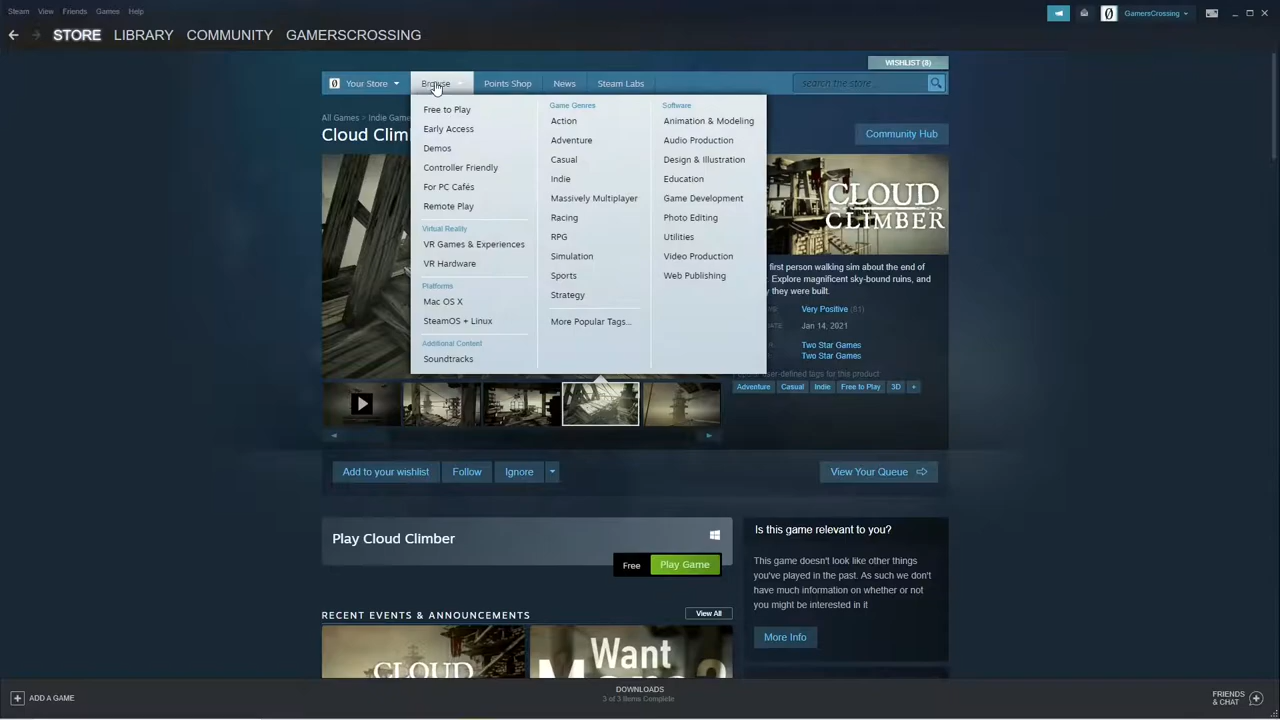 Steam View Friends Games Help
GamersCrossing
STORE LIBRARY COMMUNITY GAMERSCROSSING
WISHLIST (8)
Your Store Browse Points Shop News Steam Labs
search the store
All Games > Indie Game
Cloud Clim
Community Hub
Free to Play
Early Access
Demos
Controller Friendly
For PC Cafés
Remote Play
Virtual Reality
VR Games & Experiences
VR Hardware
Platforms
Mac OS X
SteamOS + Linux
Additional Content
Soundtracks
Game Genres
Action
Adventure
Casual
Indie
Massively Multiplayer
Racing
RPG
Simulation
Sports
Strategy
More Popular Tags...
Software
Animation & Modeling
Audio Production
Design & Illustration
Education
Game Development
Photo Editing
Utilities
Video Production
Web Publishing
CLOUD
CLIMBER
first person walking sim about the end of
Explore magnificent sky-bound ruins, and
y they were built.
Very Positive (81)
Jan 14, 2021
Two Star Games
Two Star Games
user-defined tags for this product
Adventure Casual Indie Free to Play 3D +
Add to your wishlist Follow Ignore
View Your Queue
Play Cloud Climber
Free Play Game
Is this game relevant to you?
This game doesn't look like other things
you've played in the past. As such we don't
have much information on whether or not
you might be interested in it
More Info
RECENT EVENTS & ANNOUNCEMENTS
View All
CLOUD
Want
ADD A GAME
DOWNLOADS
3 of 3 Items Complete
FRIENDS
& CHAT